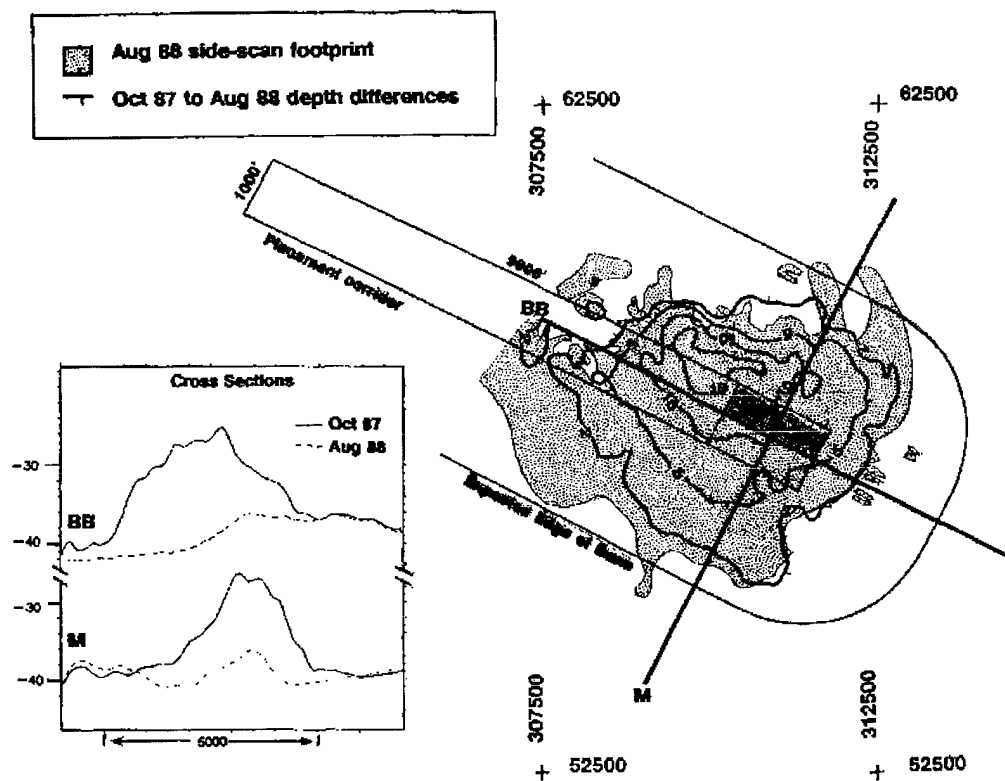 Aug 88 side-scan footprint
Oct 87 to Aug 88 depth differences
62500
62500
307500
312500
1000'
Placement corridor
BB
Expected Edge of Berm
M
307500
312500
52500
52500
Cross Sections
Oct 87
Aug 88
-30
BB
-40
-30
M
-40
5000